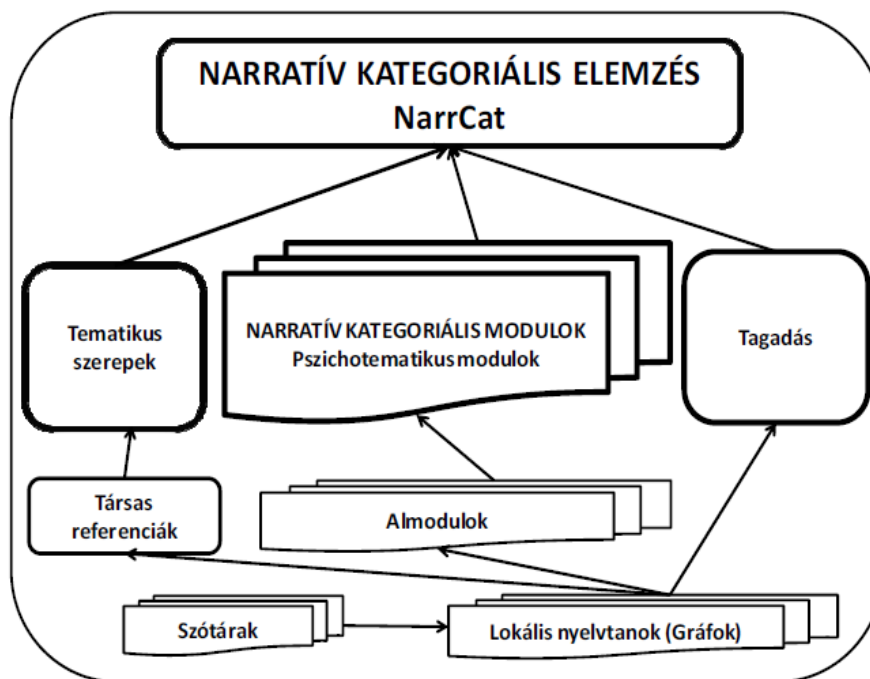 NARRATÍV KATEGORIÁLIS ELEMZÉS
NarrCat
Tematikus
szerepek
NARRATÍV KATEGORIÁLIS MODULOK
Pszichotematikus modulok
Tagadás
Társas
referenciák
Almodulok
Szótárak
Lokális nyelvtanok (Gráfok)